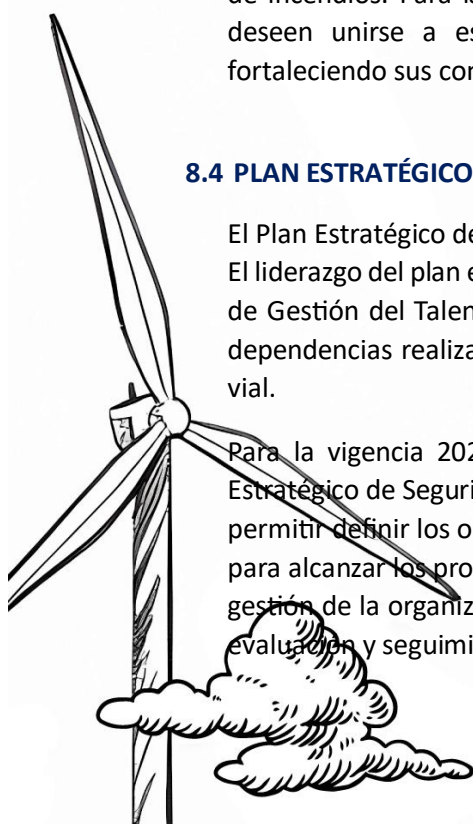 de incendios. Para l
deseen unirse a es
fortaleciendo sus con
8.4 PLAN ESTRATÉGICO
El Plan Estratégico de
El liderazgo del plan e
de Gestión del Talen
dependencias realiza
vial.
Para la vigencia 202
Estratégico de Seguri
permitir definir los o
para alcanzar los pro
gestión de la organiz
evaluación y seguimi